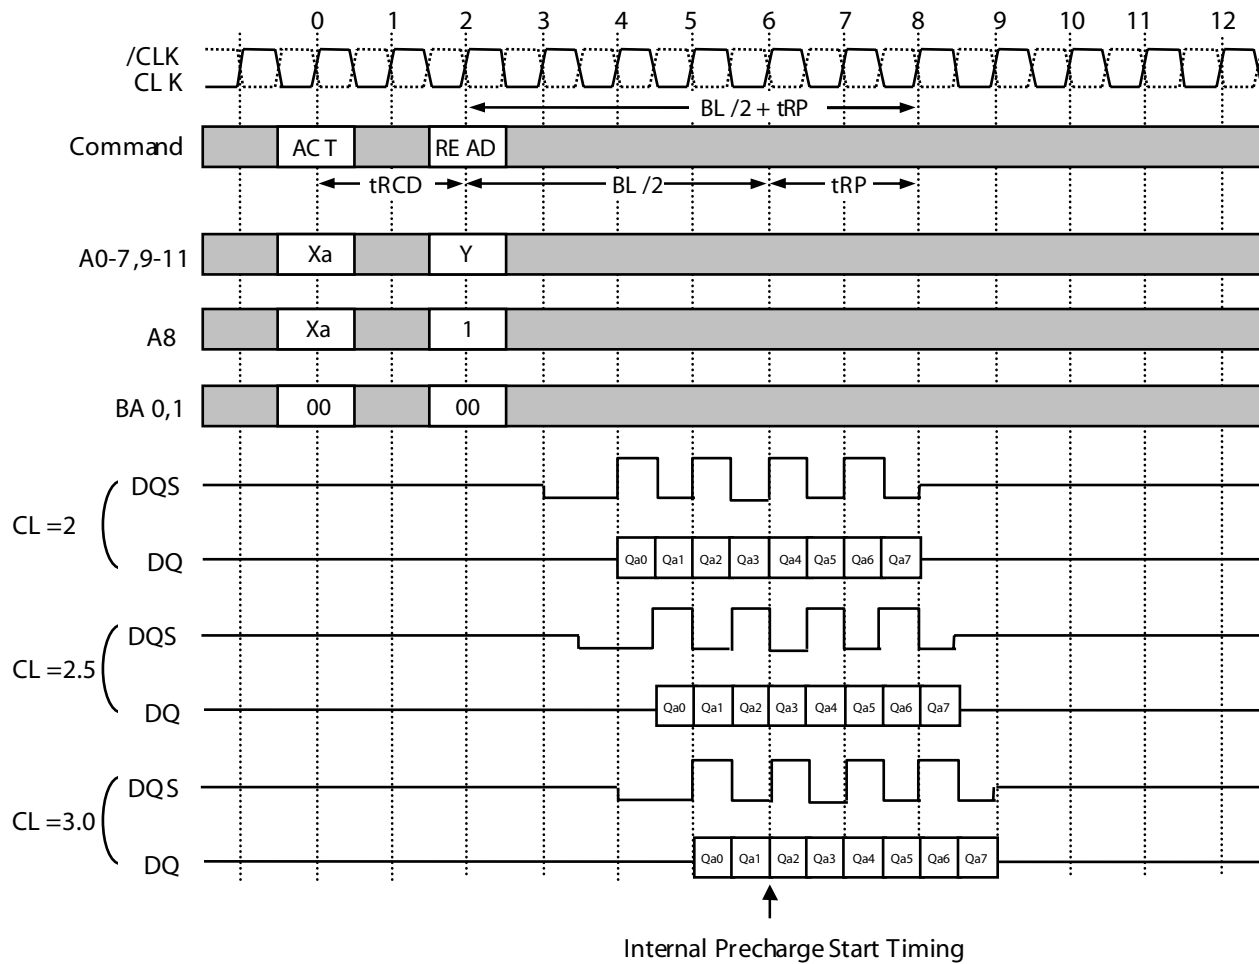 0 1 2 3 4 5 6 7 8 9 10 11 12
/CLK
CL K
BL /2 + tRP
Command AC T RE AD
tRCD BL /2 tRP
A0-7,9-11 Xa Y
A8 Xa 1
BA 0,1 00 00
DQS
CL =2
DQ Qa0 Qa1 Qa2 Qa3 Qa4 Qa5 Qa6 Qa7
DQS
CL =2.5
DQ Qa0 Qa1 Qa2 Qa3 Qa4 Qa5 Qa6 Qa7
DQS
CL =3.0
DQ Qa0 Qa1 Qa2 Qa3 Qa4 Qa5 Qa6 Qa7
Internal Precharge Start Timing